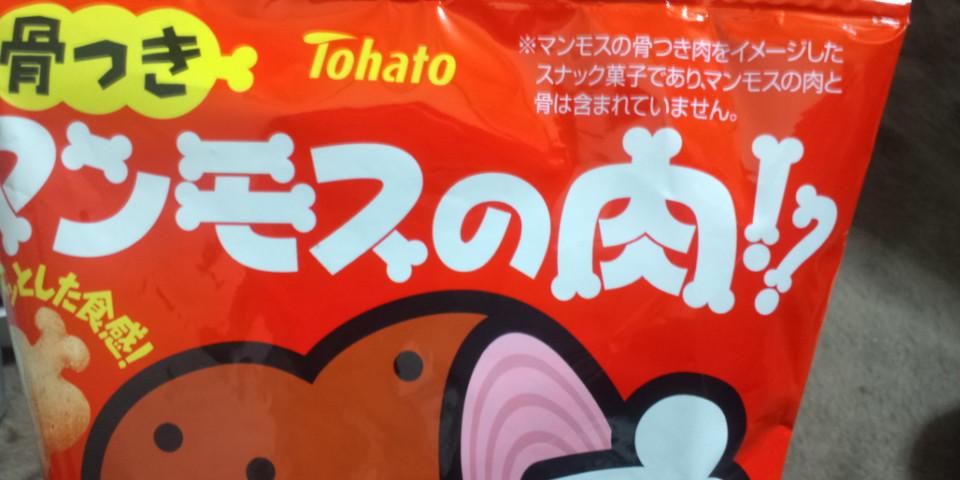 骨つき
Tohato
※マンモスの骨つき肉をイメージした
スナック菓子でありマンモスの肉と
骨は含まれていません。
マンモスの肉!?
とした食感!